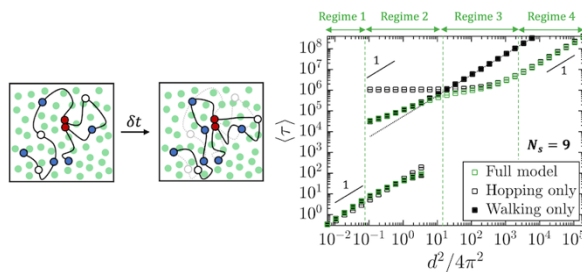 Regime 1 Regime 2 Regime 3 Regime 4
δt
⟨τ⟩
10⁸
10⁷
10⁶
10⁵
10⁴
10³
10²
10¹
10⁰
1
1
1
N_s = 9
Full model
Hopping only
Walking only
10⁻² 10⁻¹ 10⁰ 10¹ 10² 10³ 10⁴ 10⁵
d²/4π²